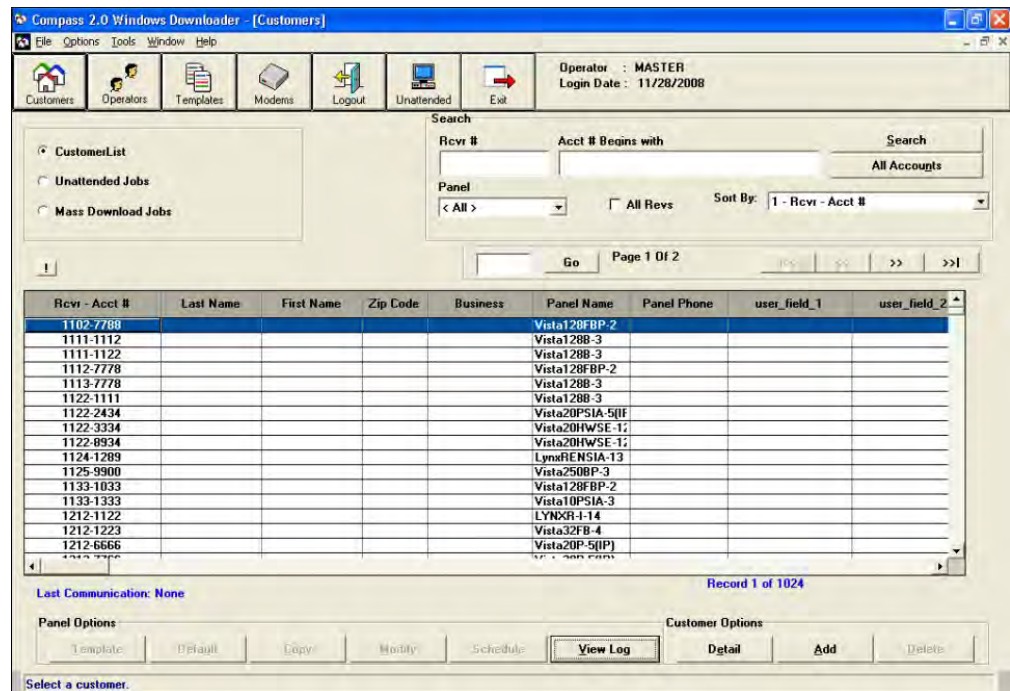 Compass 2.0 Windows Downloader - [Customers]
File Options Tools Window Help
Customers Operators Templates Modems Logout Unattended Exit
Operator : MASTER
Login Date : 11/28/2008
Search
Rcvr # Acct # Begins with Search
CustomerList
All Accounts
Unattended Jobs
Panel
< All > All Revs Sort By: 1 - Rcvr - Acct #
Mass Download Jobs
! Go Page 1 Of 2 |<< << >> >>|
Rcvr - Acct # Last Name First Name Zip Code Business Panel Name Panel Phone user_field_1 user_field_2
1102-7788 Vista128FBP-2
1111-1112 Vista128B-3
1111-1122 Vista128B-3
1112-7778 Vista128FBP-2
1113-7778 Vista128B-3
1122-1111 Vista128B-3
1122-2434 Vista20PSIA-5(IF
1122-3334 Vista20HWSE-12
1122-8934 Vista20HWSE-12
1124-1289 LynxRENSIA-13
1125-9900 Vista250BP-3
1133-1033 Vista128FBP-2
1133-1333 Vista10PSIA-3
1212-1122 LYNXR-I-14
1212-1223 Vista32FB-4
1212-6666 Vista20P-5(IP)
Record 1 of 1024
Last Communication: None
Panel Options Customer Options
Template Default Copy Modify Schedule View Log Detail Add Delete
Select a customer.